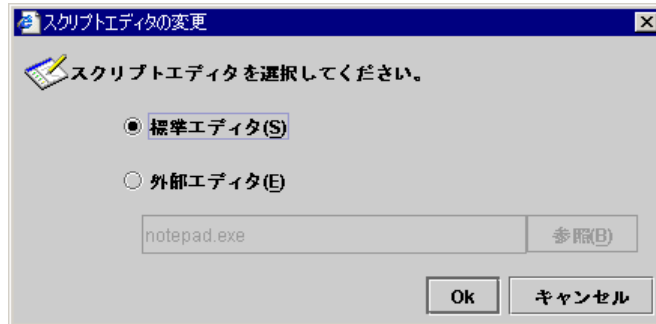 スクリプトエディタの変更
スクリプトエディタを選択してください。
標準エディタ(S)
外部エディタ(E)
notepad.exe
参照(B)
Ok
キャンセル